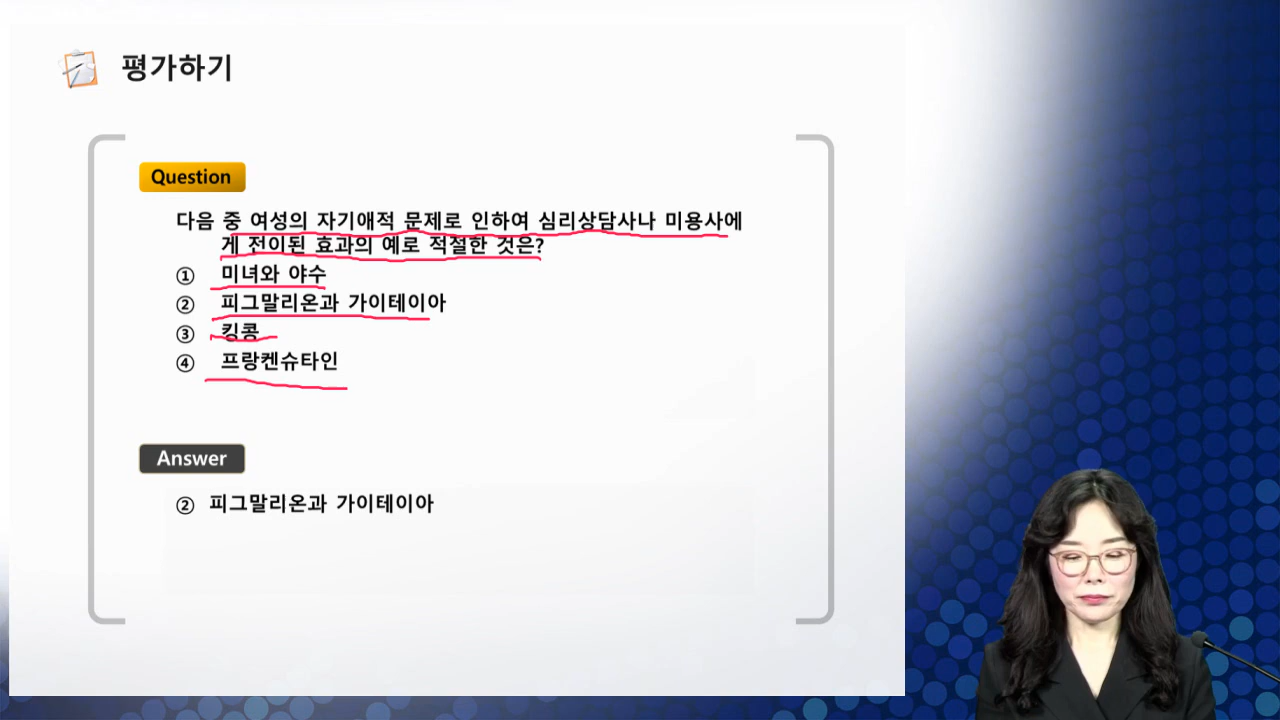 평가하기
Question
다음 중 여성의 자기애적 문제로 인하여 심리상담사나 미용사에
게 전이된 효과의 예로 적절한 것은?
① 미녀와 야수
② 피그말리온과 가이테이아
③ 킹콩
④ 프랑켄슈타인
Answer
② 피그말리온과 가이테이아